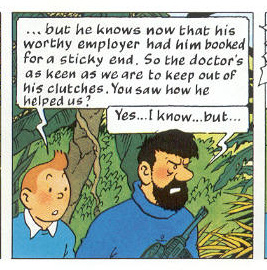 ...but he knows now that his
worthy employer had him booked
for a sticky end. So the doctor's
as keen as we are to keep out of
his clutches. You saw how he
helped us?
Yes...I know...but...